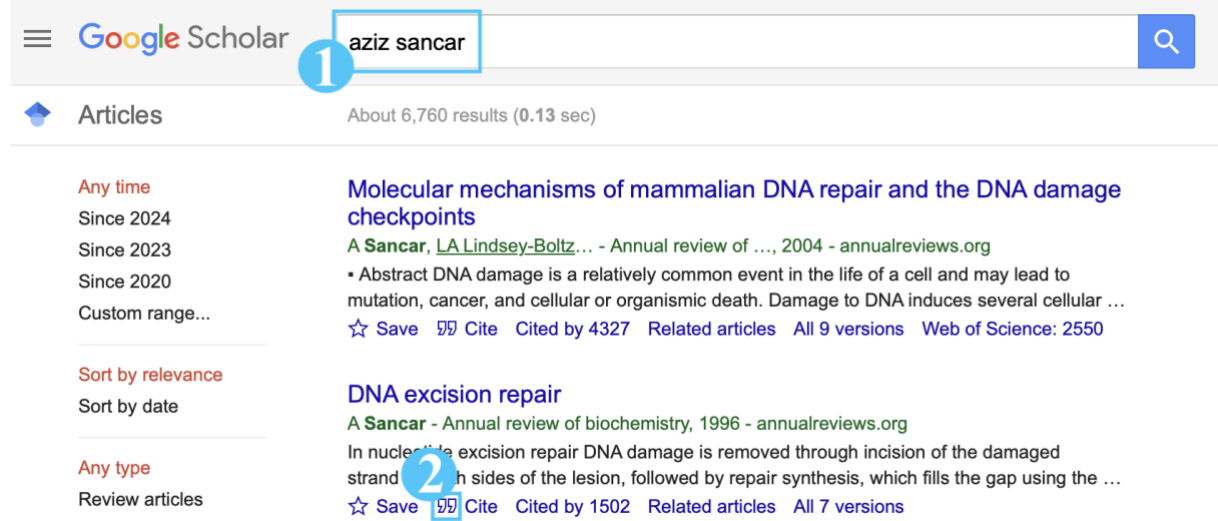 Google Scholar
aziz sancar
1
Articles
About 6,760 results (0.13 sec)
Any time
Since 2024
Since 2023
Since 2020
Custom range...
Sort by relevance
Sort by date
Any type
Review articles
Molecular mechanisms of mammalian DNA repair and the DNA damage
checkpoints
A Sancar, LA Lindsey-Boltz… - Annual review of …, 2004 - annualreviews.org
▪ Abstract DNA damage is a relatively common event in the life of a cell and may lead to
mutation, cancer, and cellular or organismic death. Damage to DNA induces several cellular …
Save Cite Cited by 4327 Related articles All 9 versions Web of Science: 2550
DNA excision repair
A Sancar - Annual review of biochemistry, 1996 - annualreviews.org
In nucleotide excision repair DNA damage is removed through incision of the damaged
strand h sides of the lesion, followed by repair synthesis, which fills the gap using the …
2
Save Cite Cited by 1502 Related articles All 7 versions